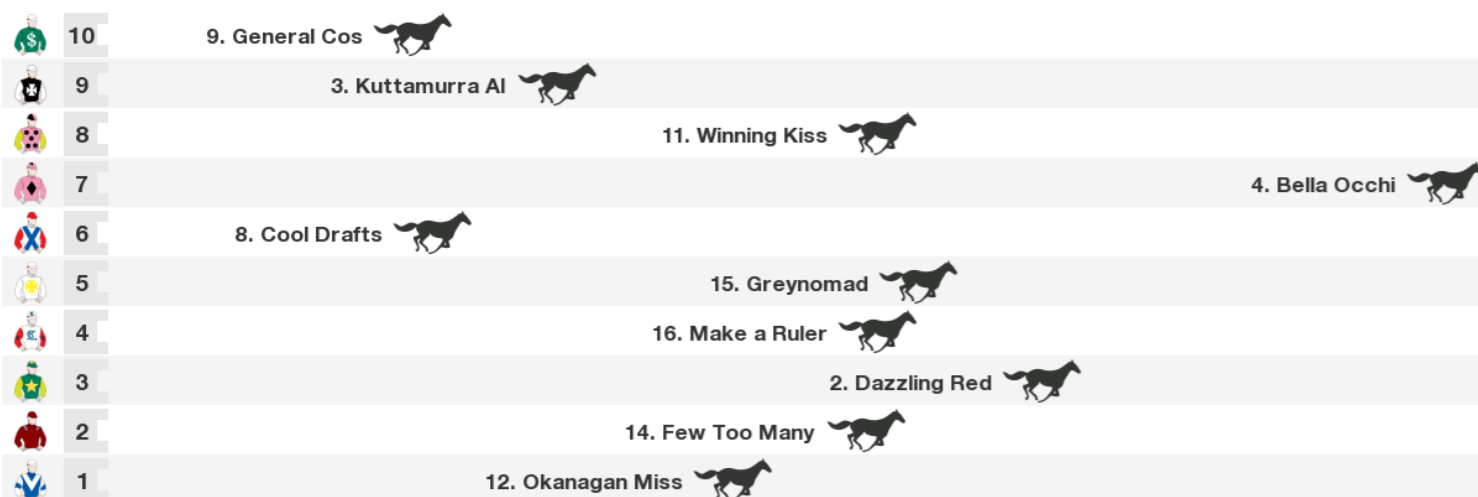 10 9. General Cos
9 3. Kuttamurra Al
8 11. Winning Kiss
7 4. Bella Occhi
6 8. Cool Drafts
5 15. Greynomad
4 16. Make a Ruler
3 2. Dazzling Red
2 14. Few Too Many
1 12. Okanagan Miss